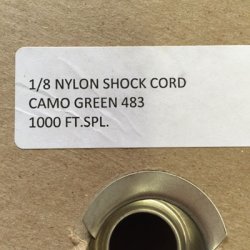 1/8 NYLON SHOCK CORD
CAMO GREEN 483
1000 FT.SPL.